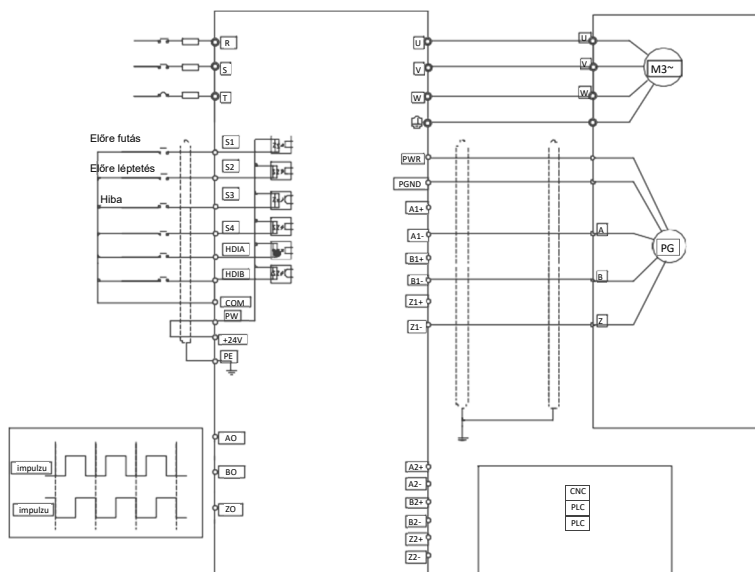 R
S
T
Előre futás
Előre léptetés
Hiba
S1
S2
S3
S4
HDIA
HDIB
COM
PW
+24V
PE
impulzu
impulzu
AO
BO
ZO
U
V
W
PWR
PGND
A1+
A1-
B1+
B1-
Z1+
Z1-
A2+
A2-
B2+
B2-
Z2+
Z2-
U
V
W
M3~
A
B
Z
PG
CNC
PLC
PLC